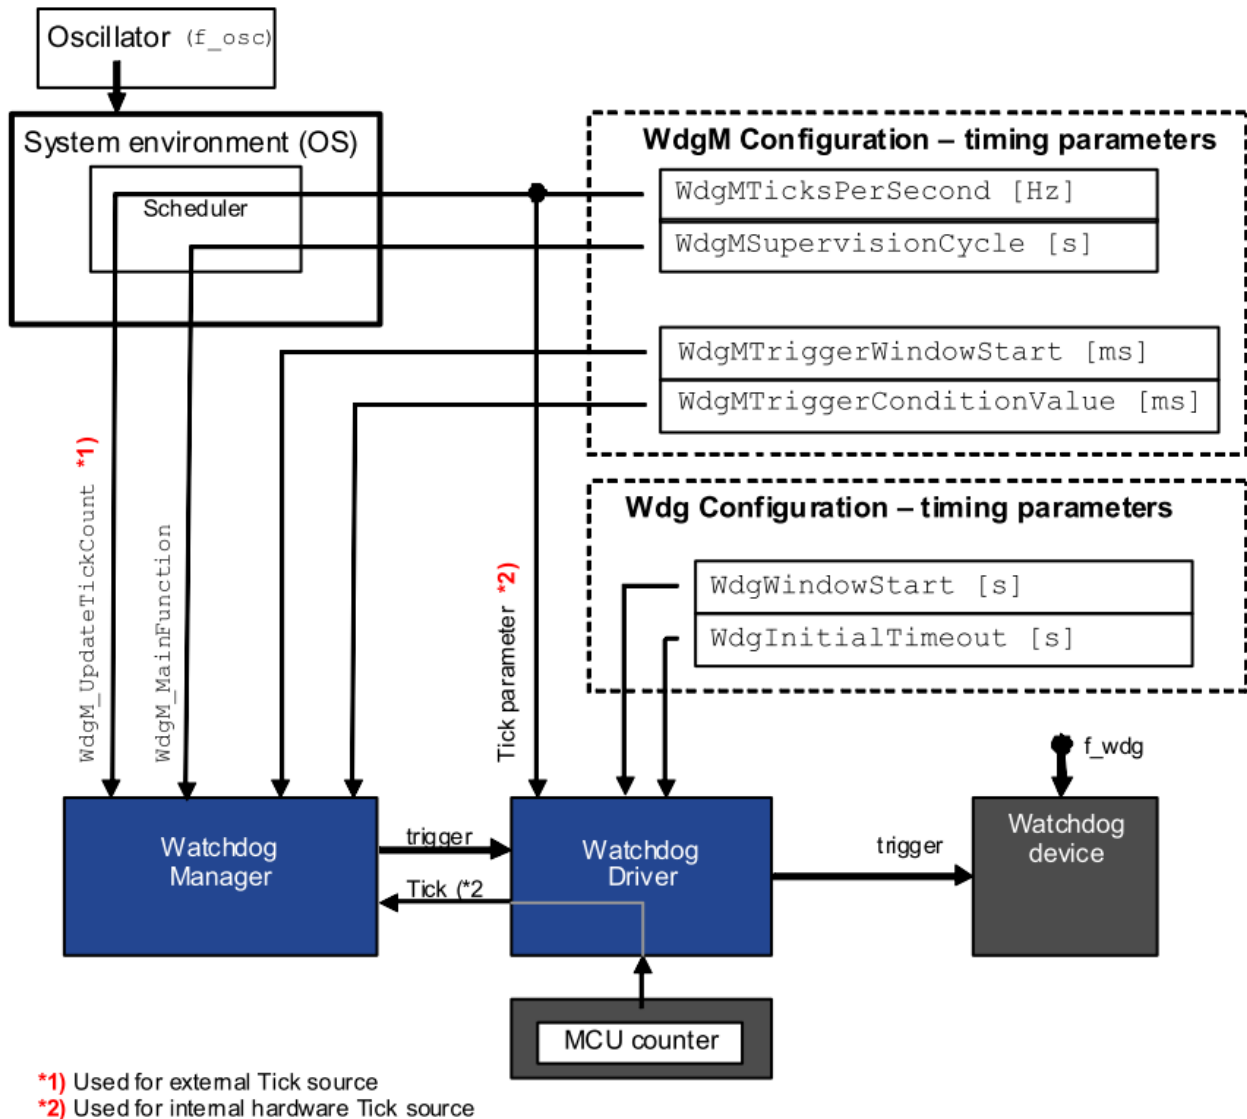 Oscillator (f_osc)
System environment (OS)
Scheduler
WdgM Configuration – timing parameters
WdgMTicksPerSecond [Hz]
WdgMSupervisionCycle [s]
WdgMTriggerWindowStart [ms]
WdgMTriggerConditionValue [ms]
Wdg Configuration – timing parameters
WdgWindowStart [s]
WdgInitialTimeout [s]
WdgM_UpdateTickCount *1)
WdgM_MainFunction
Tick parameter *2)
f_wdg
Watchdog
Manager
trigger
Tick (*2
Watchdog
Driver
trigger
Watchdog
device
MCU counter
*1) Used for external Tick source
*2) Used for internal hardware Tick source